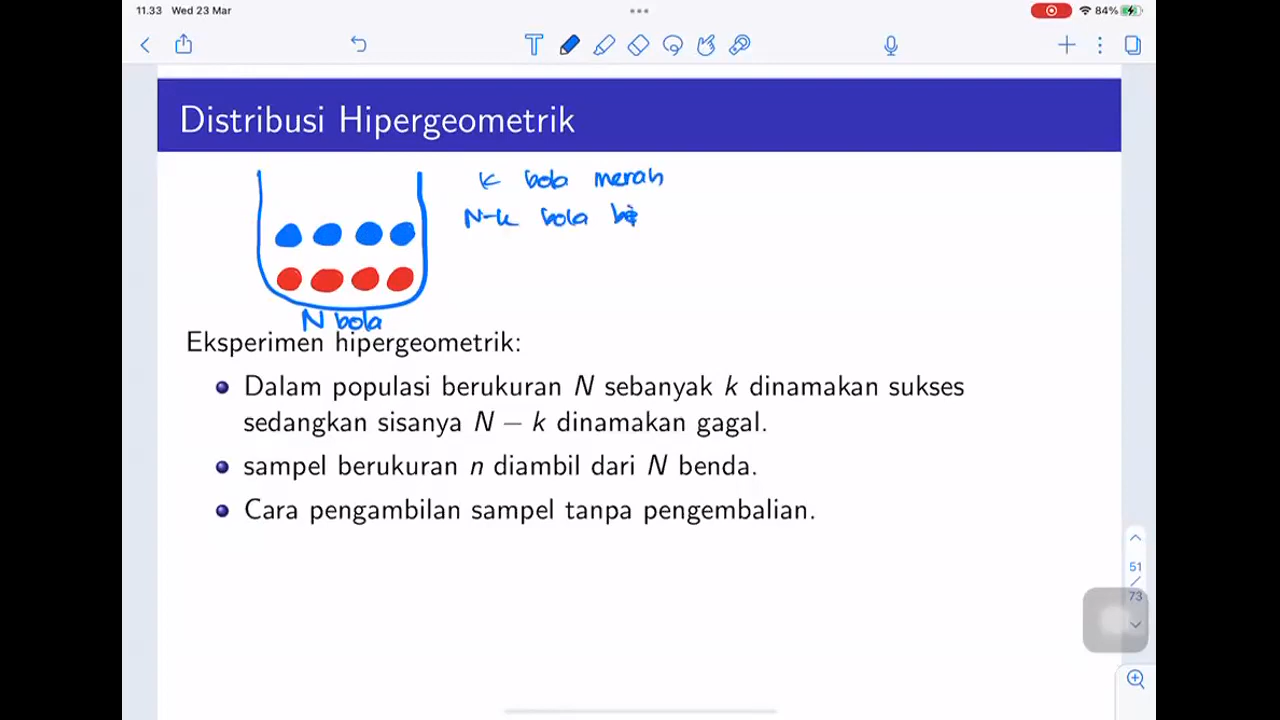 11.33 Wed 23 Mar
84%
Distribusi Hipergeometrik
k bola merah
N-k bola
N bola
Eksperimen hipergeometrik:
Dalam populasi berukuran N sebanyak k dinamakan sukses
sedangkan sisanya N − k dinamakan gagal.
sampel berukuran n diambil dari N benda.
Cara pengambilan sampel tanpa pengembalian.
51
/
73